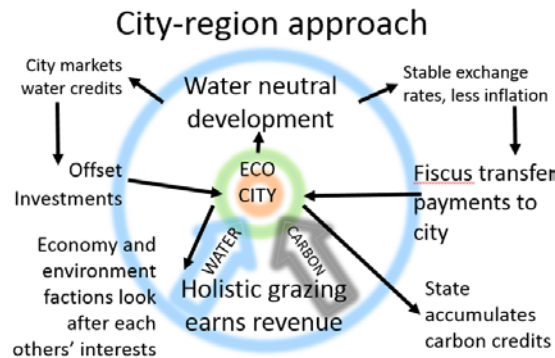 City-region approach
City markets
water credits
Water neutral
development
Stable exchange
rates, less inflation
Offset
Investments
ECO
CITY
Fiscus transfer
payments to
city
Economy and
environment
factions look
after each
others' interests
WATER
CARBON
Holistic grazing
earns revenue
State
accumulates
carbon credits